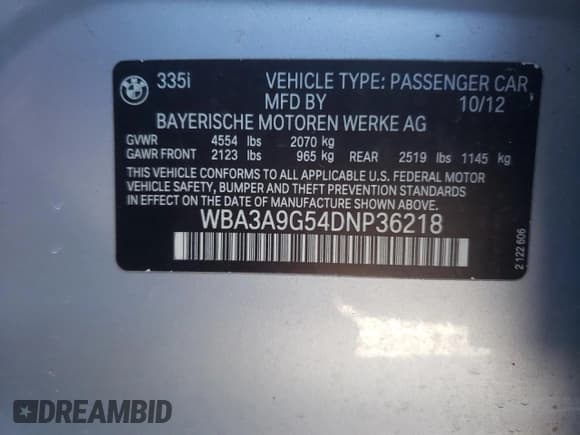 BMW
335i VEHICLE TYPE: PASSENGER CAR
MFD BY 10/12
BAYERISCHE MOTOREN WERKE AG
GVWR 4554 lbs 2070 kg
GAWR FRONT 2123 lbs 965 kg REAR 2519 lbs 1145 kg
THIS VEHICLE CONFORMS TO ALL APPLICABLE U.S. FEDERAL MOTOR
VEHICLE SAFETY, BUMPER AND THEFT PREVENTION STANDARDS IN
EFFECT ON THE DATE OF MANUFACTURE SHOWN ABOVE.
WBA3A9G54DNP36218
2 122 606
DREAMBID